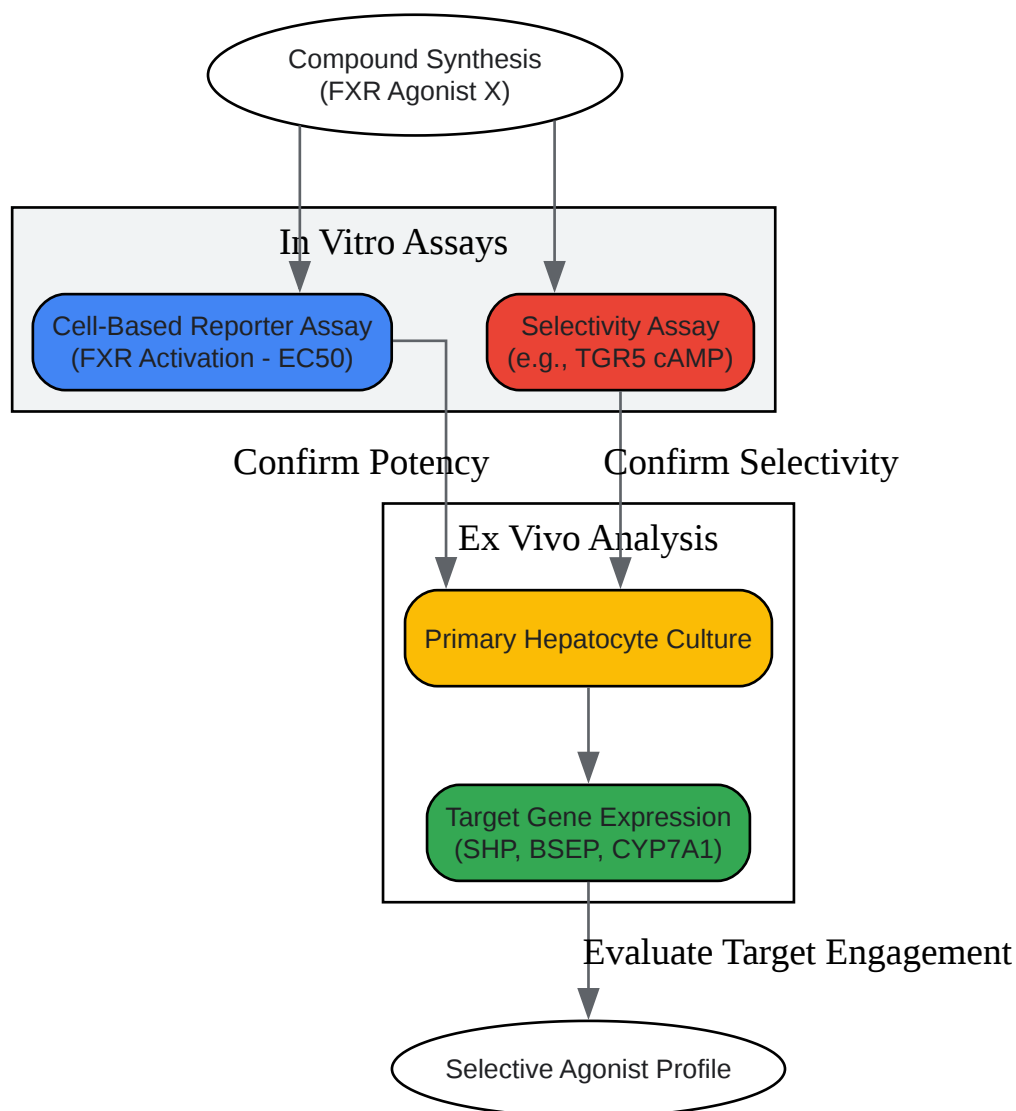 Compound Synthesis
(FXR Agonist X)
In Vitro Assays
Cell-Based Reporter Assay
(FXR Activation - EC50)
Selectivity Assay
(e.g., TGR5 cAMP)
Confirm Potency
Confirm Selectivity
Ex Vivo Analysis
Primary Hepatocyte Culture
Target Gene Expression
(SHP, BSEP, CYP7A1)
Evaluate Target Engagement
Selective Agonist Profile